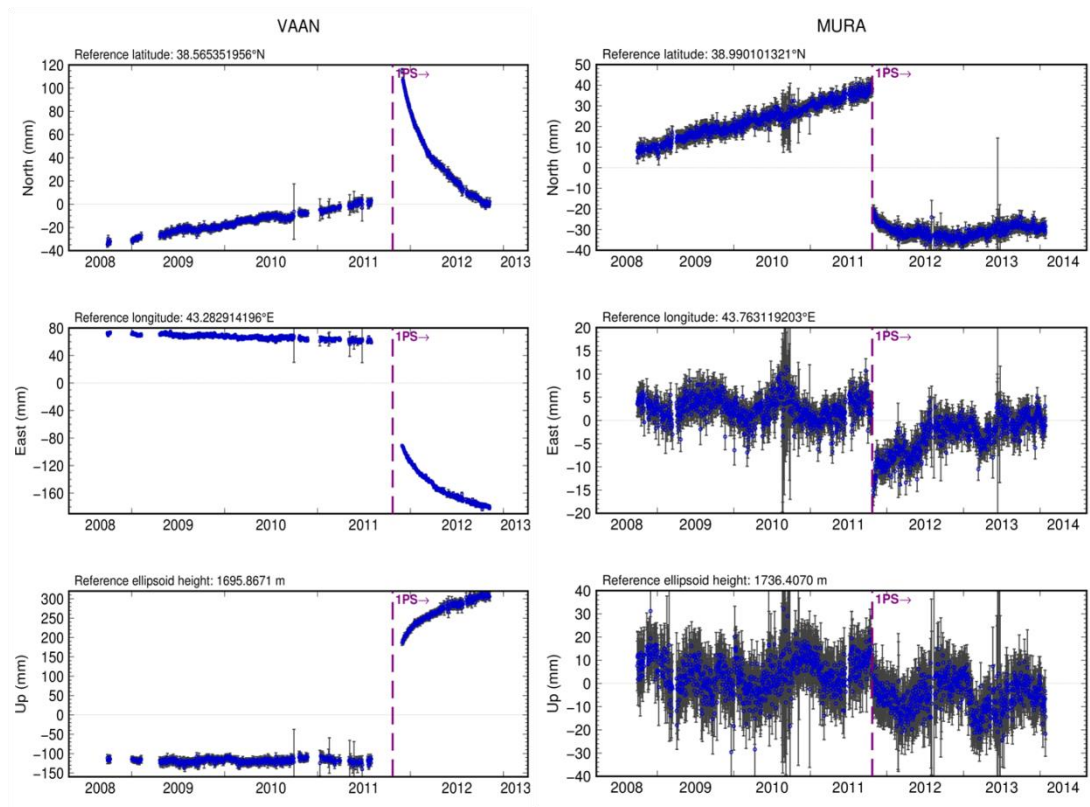 VAAN
Reference latitude: 38.565351956°N
1PS→
North (mm)
120
100
80
60
40
20
0
−20
−40
2008 2009 2010 2011 2012 2013
Reference longitude: 43.282914196°E
1PS→
East (mm)
80
40
0
−40
−80
−120
−160
2008 2009 2010 2011 2012 2013
Reference ellipsoid height: 1695.8671 m
1PS→
Up (mm)
300
250
200
150
100
50
0
−50
−100
−150
2008 2009 2010 2011 2012 2013
MURA
Reference latitude: 38.990101321°N
1PS→
North (mm)
50
40
30
20
10
0
−10
−20
−30
−40
2008 2009 2010 2011 2012 2013 2014
Reference longitude: 43.763119203°E
1PS→
East (mm)
20
15
10
5
0
−5
−10
−15
−20
2008 2009 2010 2011 2012 2013 2014
Reference ellipsoid height: 1736.4070 m
1PS→
Up (mm)
40
30
20
10
0
−10
−20
−30
−40
2008 2009 2010 2011 2012 2013 2014